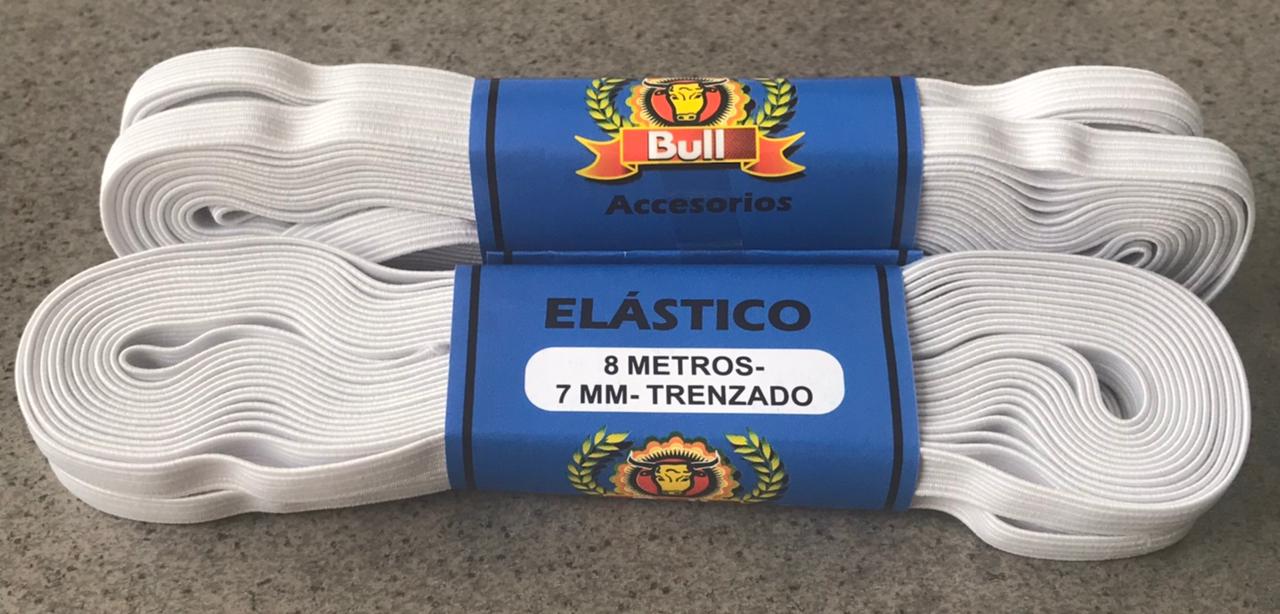 Bull
Accesorios
ELÁSTICO
8 METROS-
7 MM- TRENZADO